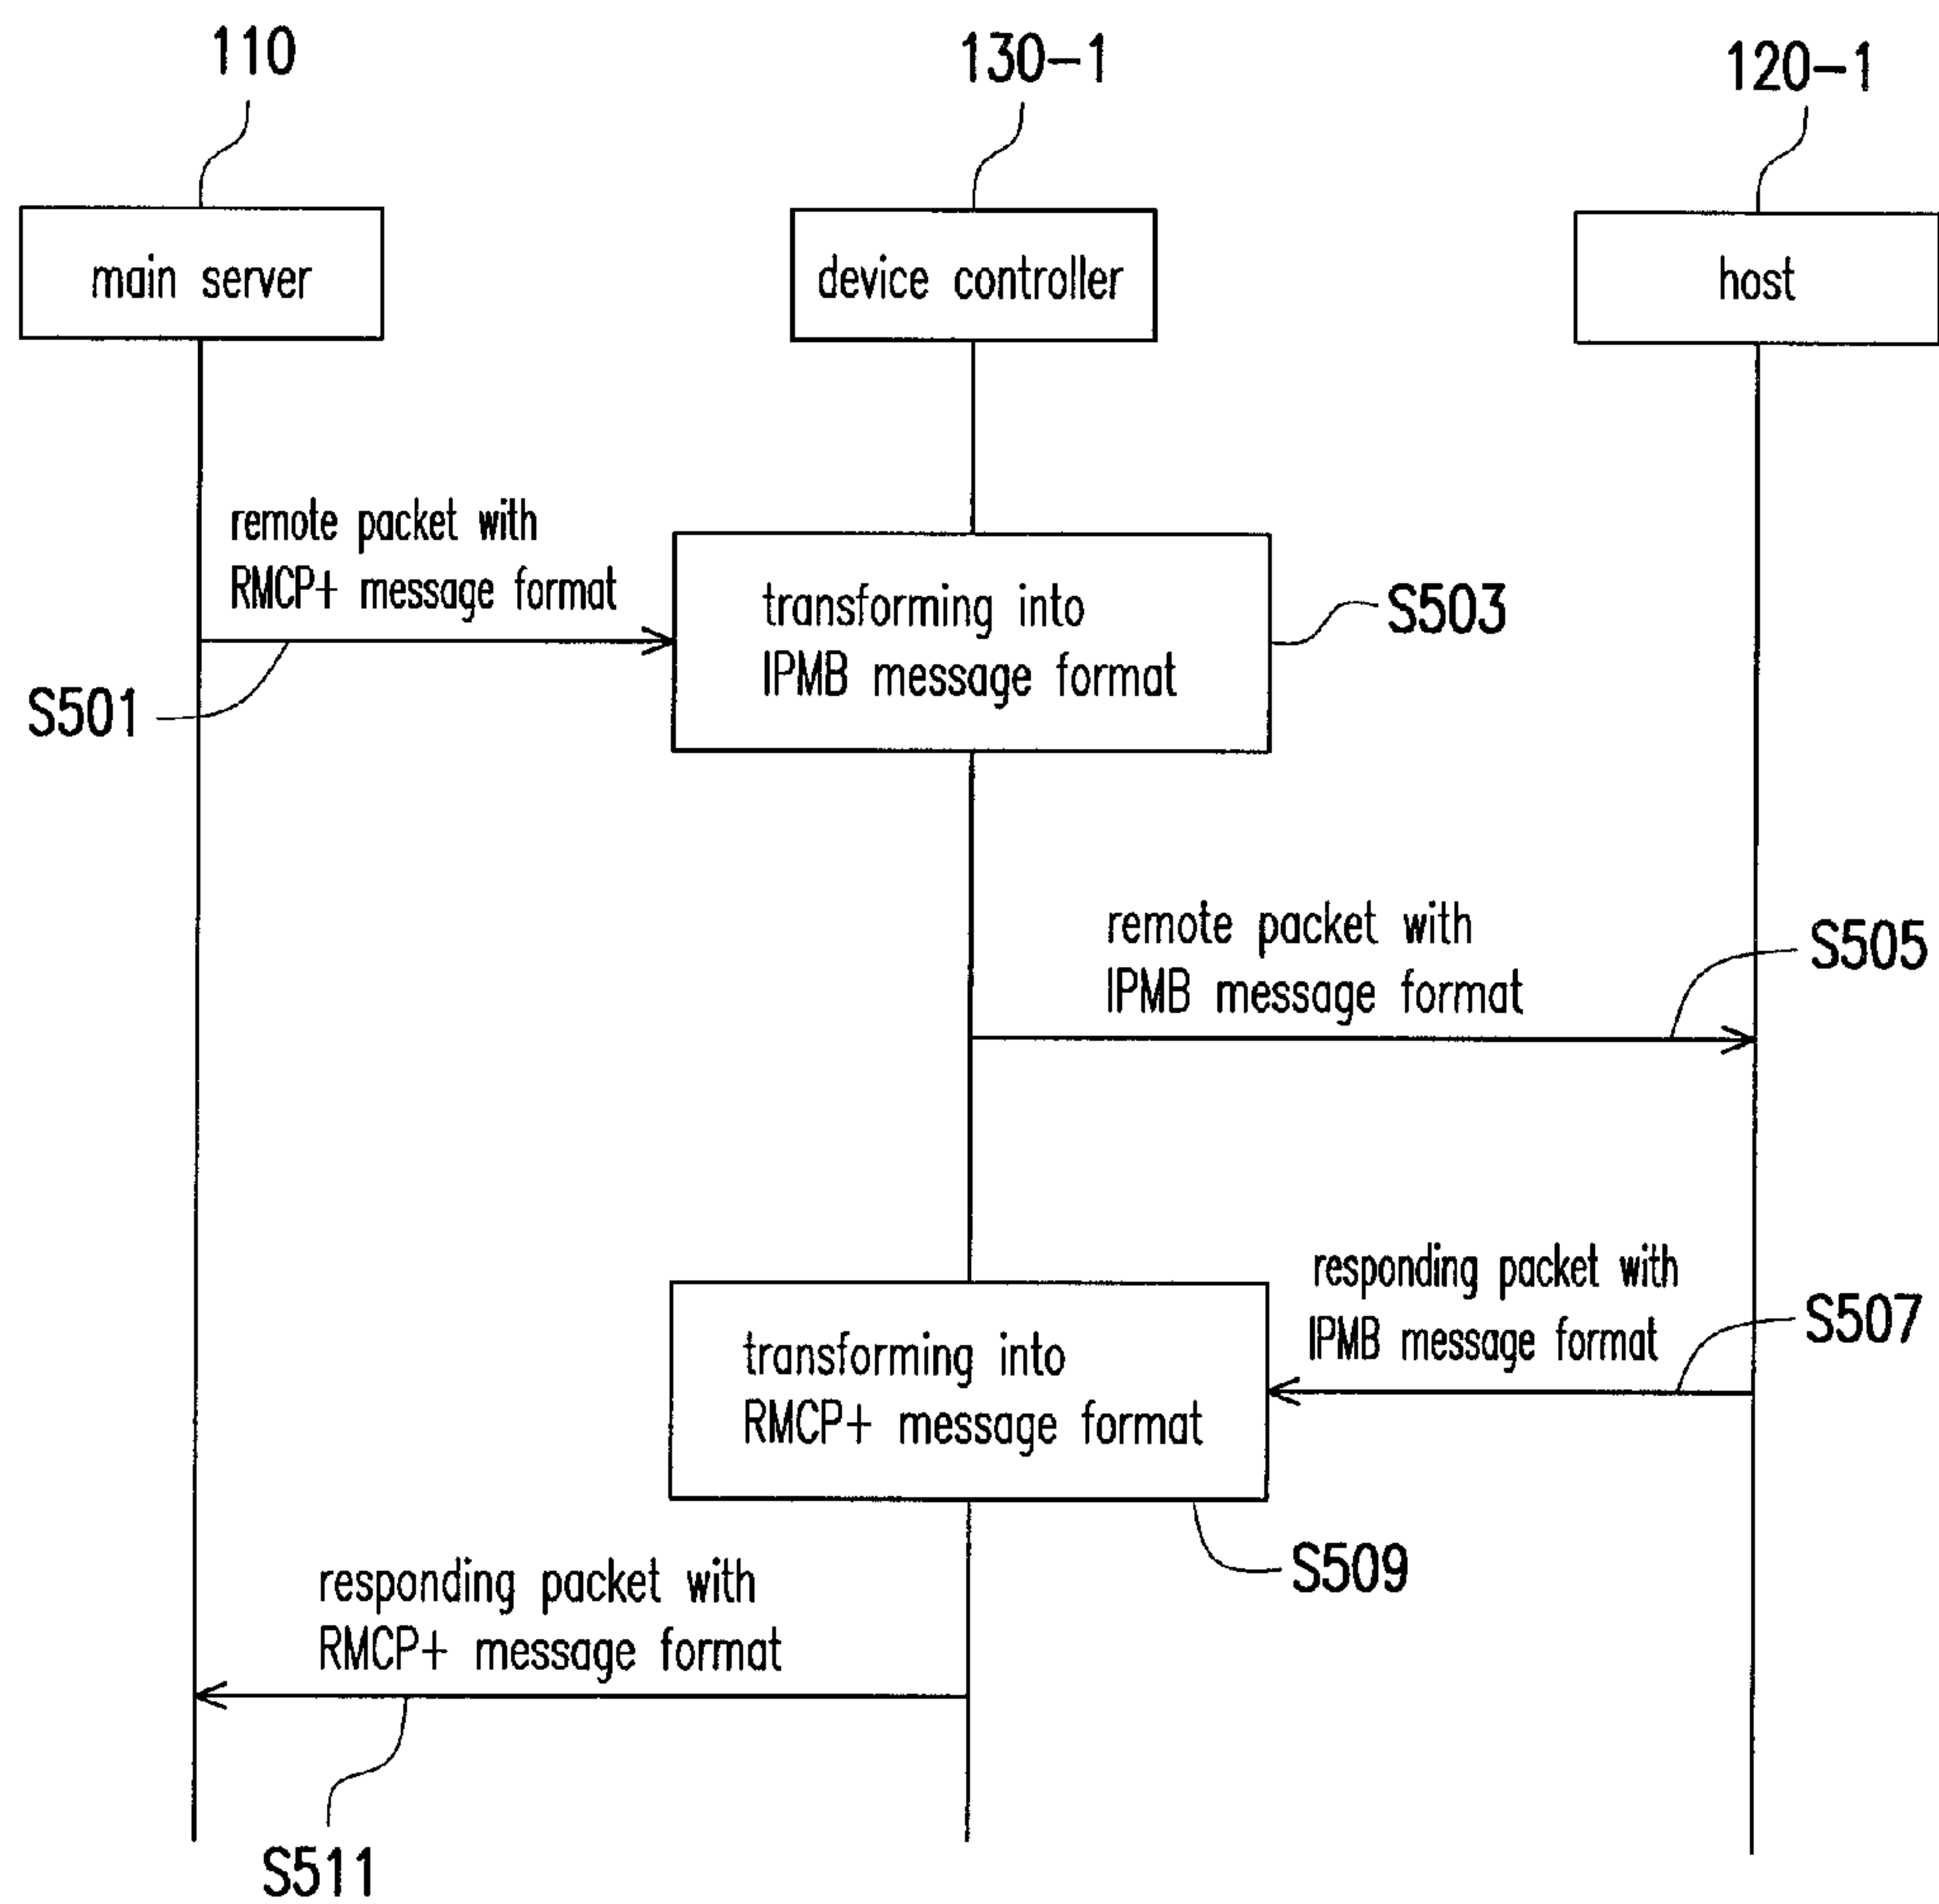 110
130-1
120-1
main server
device controller
host
remote packet with
RMCP+ message format
S501
transforming into
IPMB message format
S503
remote packet with
IPMB message format
S505
responding packet with
IPMB message format
S507
transforming into
RMCP+ message format
S509
responding packet with
RMCP+ message format
S511